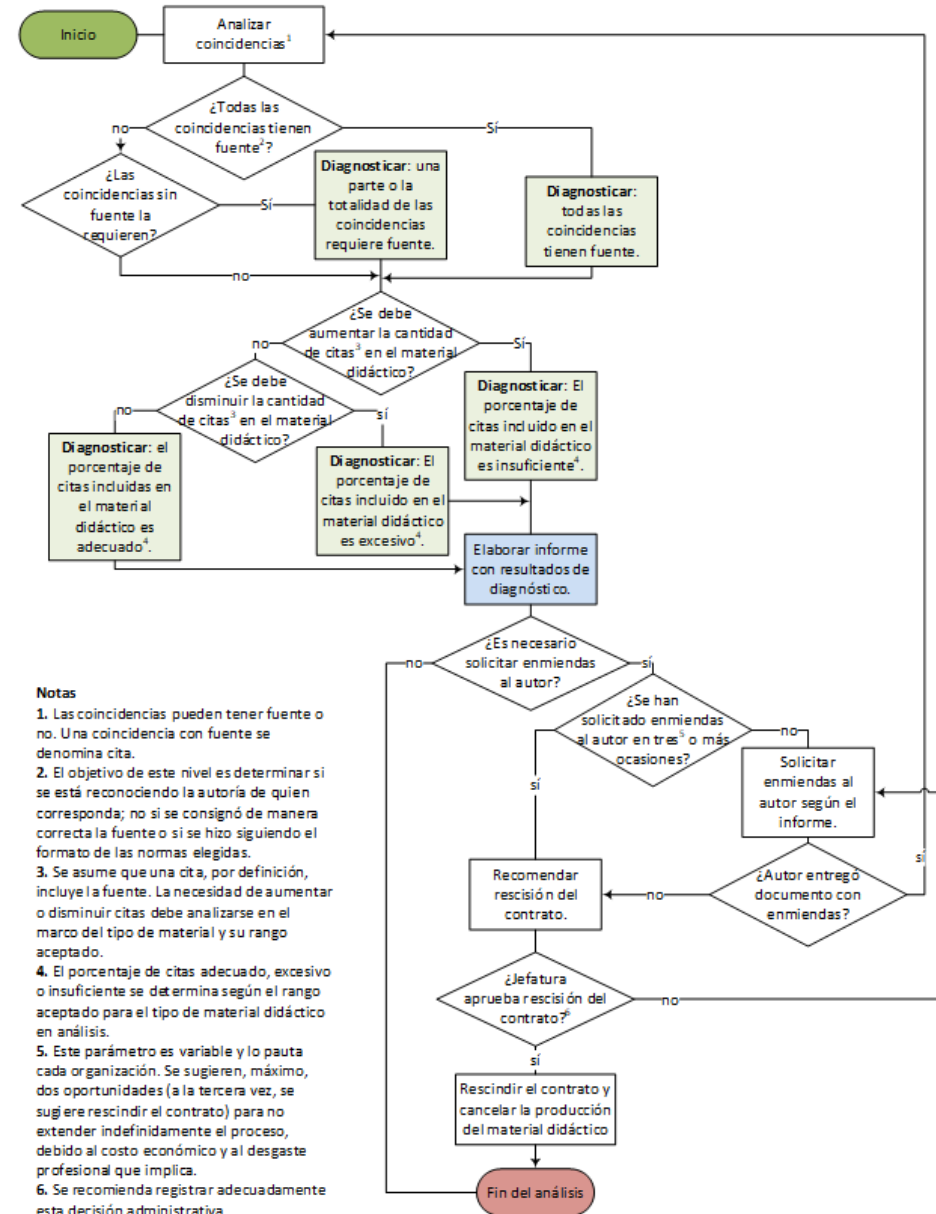 Inicio
Analizar
coincidencias¹
¿Todas las
coincidencias tienen
fuente²?
no
Sí
¿Las
coincidencias sin
fuente la
requieren?
Sí
Diagnosticar: una
parte o la
totalidad de las
coincidencias
requiere fuente.
Diagnosticar:
todas las
coincidencias
tienen fuente.
no
¿Se debe
aumentar la cantidad
de citas³ en el material
didáctico?
no
Sí
¿Se debe
disminuir la cantidad
de citas³ en el material
didáctico?
no
sí
Diagnosticar: El
porcentaje de
citas incluido en el
material didáctico
es insuficiente⁴.
Diagnosticar: el
porcentaje de
citas incluidas en
el material
didáctico es
adecuado⁴.
Diagnosticar: El
porcentaje de
citas incluido en el
material didáctico
es excesivo⁴.
Elaborar informe
con resultados de
diagnóstico.
¿Es necesario
solicitar enmiendas
al autor?
no
sí
¿Se han
solicitado enmiendas
al autor en tres⁵ o más
ocasiones?
no
sí
Solicitar
enmiendas al
autor según el
informe.
sí
¿Autor entregó
documento con
enmiendas?
no
Recomendar
rescisión del
contrato.
¿Jefatura
aprueba rescisión del
contrato?⁶
no
sí
Rescindir el contrato y
cancelar la producción
del material didáctico
Fin del análisis
Notas
1. Las coincidencias pueden tener fuente o
no. Una coincidencia con fuente se
denomina cita.
2. El objetivo de este nivel es determinar si
se está reconociendo la autoría de quien
corresponda; no si se consignó de manera
correcta la fuente o si se hizo siguiendo el
formato de las normas elegidas.
3. Se asume que una cita, por definición,
incluye la fuente. La necesidad de aumentar
o disminuir citas debe analizarse en el
marco del tipo de material y su rango
aceptado.
4. El porcentaje de citas adecuado, excesivo
o insuficiente se determina según el rango
aceptado para el tipo de material didáctico
en análisis.
5. Este parámetro es variable y lo pauta
cada organización. Se sugieren, máximo,
dos oportunidades (a la tercera vez, se
sugiere rescindir el contrato) para no
extender indefinidamente el proceso,
debido al costo económico y al desgaste
profesional que implica.
6. Se recomienda registrar adecuadamente
esta decisión administrativa.